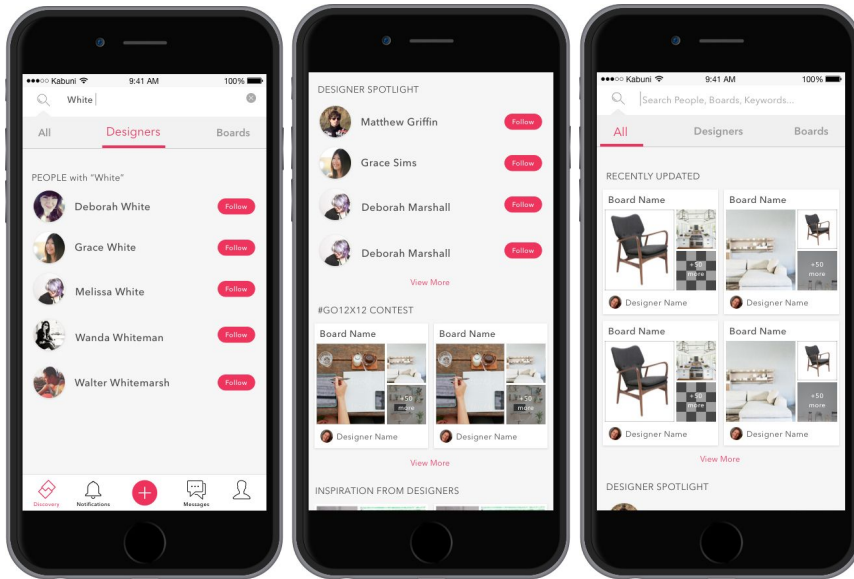 Kabuni 9:41 AM 100%
White
All Designers Boards
PEOPLE with "White"
Deborah White Follow
Grace White Follow
Melissa White Follow
Wanda Whiteman Follow
Walter Whitemarsh Follow
Discovery Notifications Messages
DESIGNER SPOTLIGHT
Matthew Griffin Follow
Grace Sims Follow
Deborah Marshall Follow
Deborah Marshall Follow
View More
#GO12X12 CONTEST
Board Name Board Name
+50 +50
more more
Designer Name Designer Name
View More
INSPIRATION FROM DESIGNERS
Kabuni 9:41 AM 100%
Search People, Boards, Keywords...
All Designers Boards
RECENTLY UPDATED
Board Name Board Name
+50 +50
more more
Designer Name Designer Name
Board Name Board Name
+50 +50
more more
Designer Name Designer Name
View More
DESIGNER SPOTLIGHT